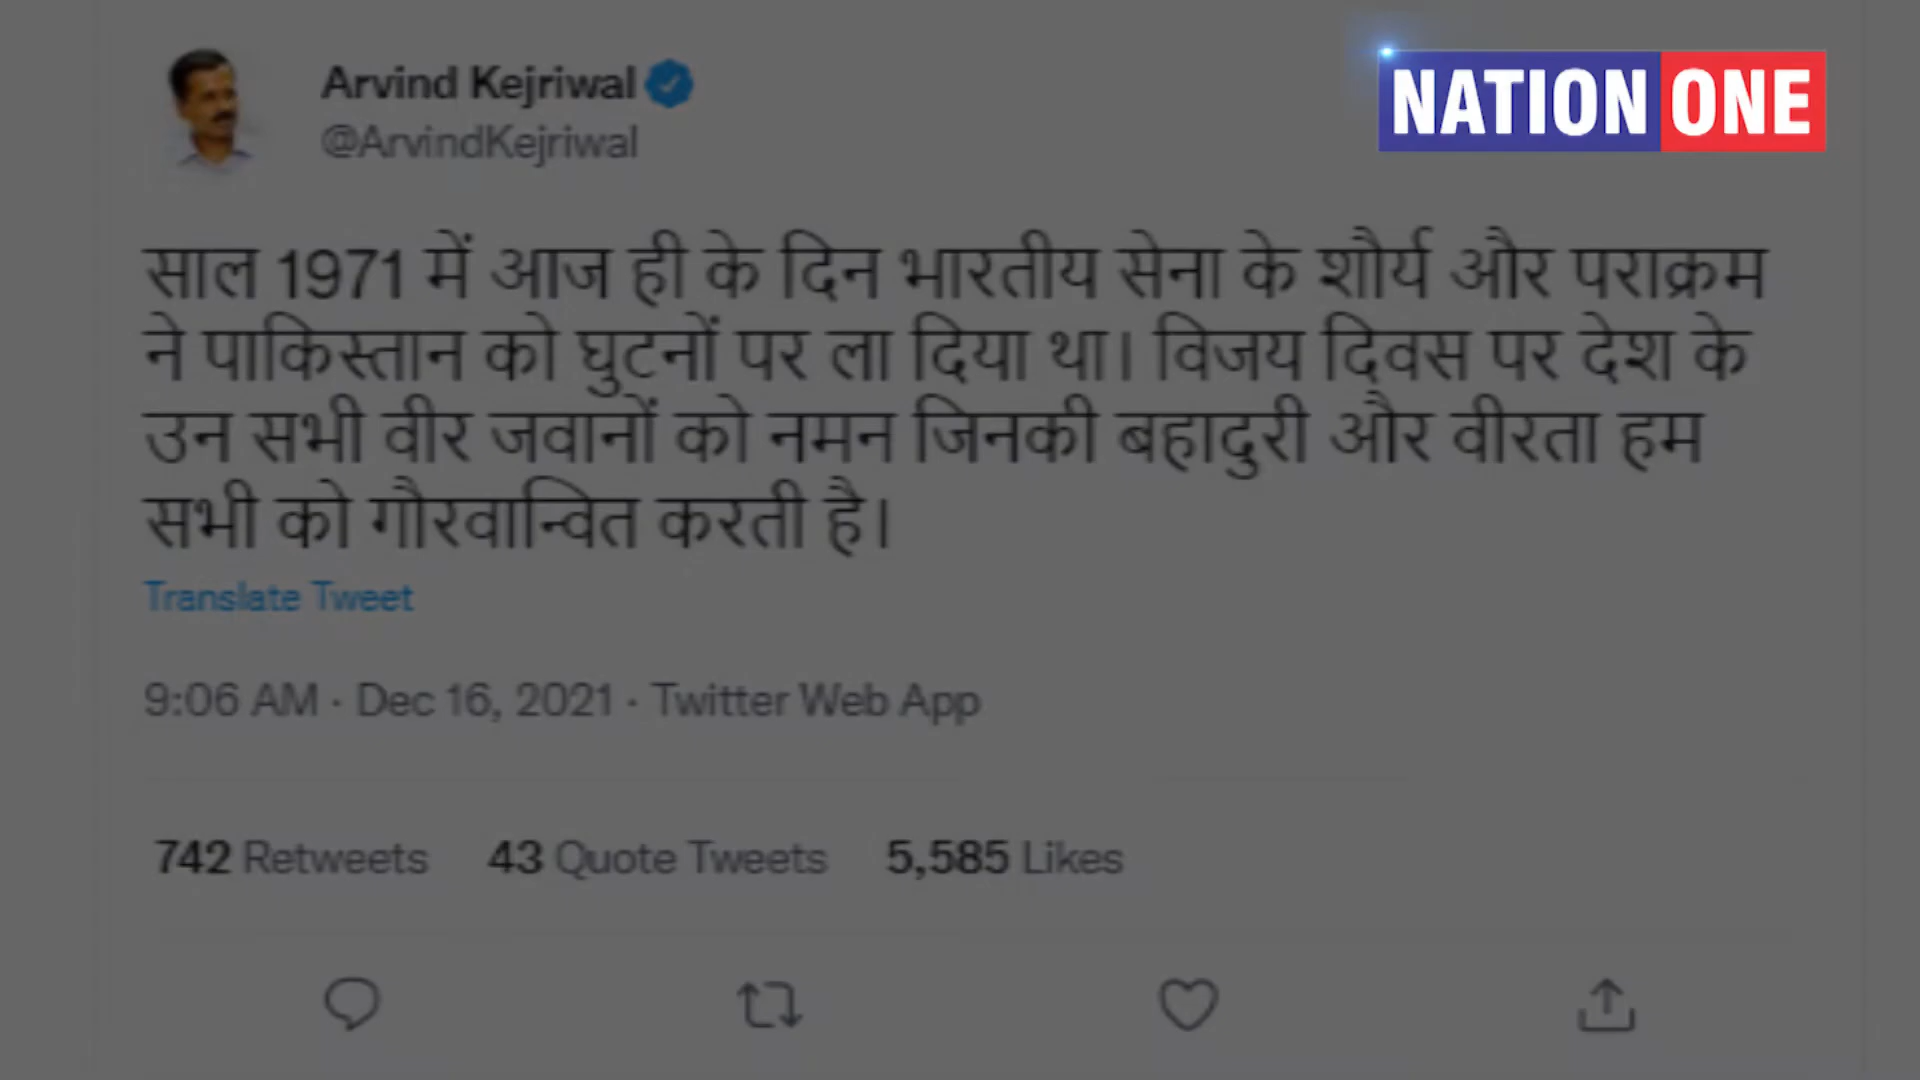 Arvind Kejriwal
@ArvindKejriwal
NATION ONE
साल 1971 में आज ही के दिन भारतीय सेना के शौर्य और पराक्रम
ने पाकिस्तान को घुटनों पर ला दिया था। विजय दिवस पर देश के
उन सभी वीर जवानों को नमन जिनकी बहादुरी और वीरता हम
सभी को गौरवान्वित करती है।
Translate Tweet
9:06 AM · Dec 16, 2021 · Twitter Web App
742 Retweets 43 Quote Tweets 5,585 Likes